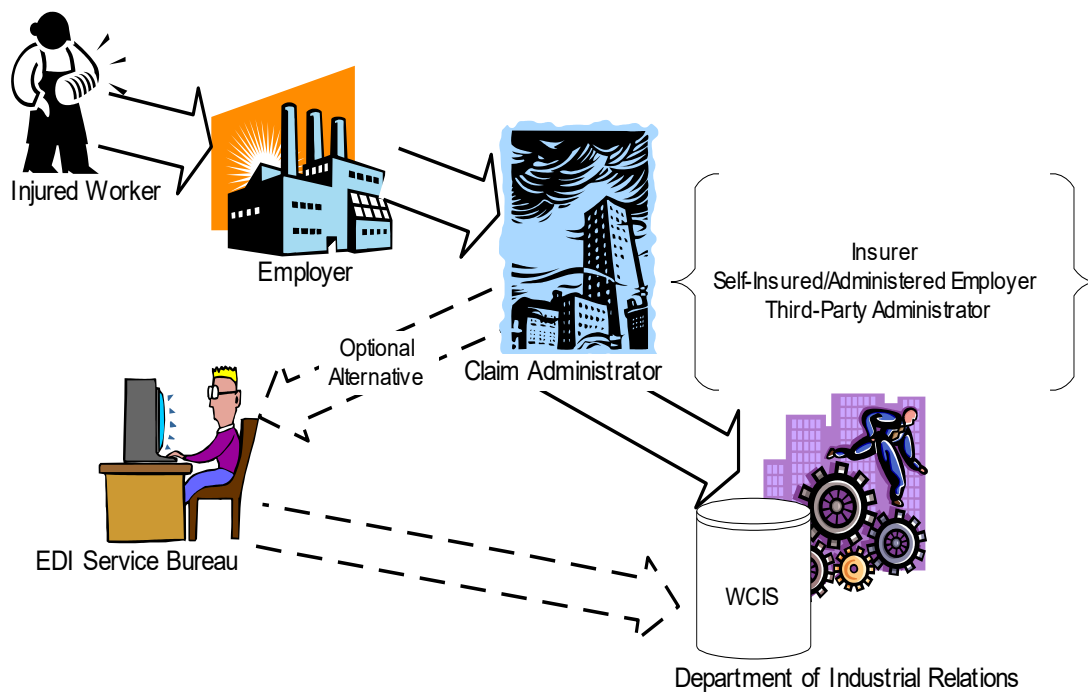 Injured Worker
Employer
Insurer
Self-Insured/Administered Employer
Third-Party Administrator
Optional
Alternative
Claim Administrator
EDI Service Bureau
WCIS
Department of Industrial Relations